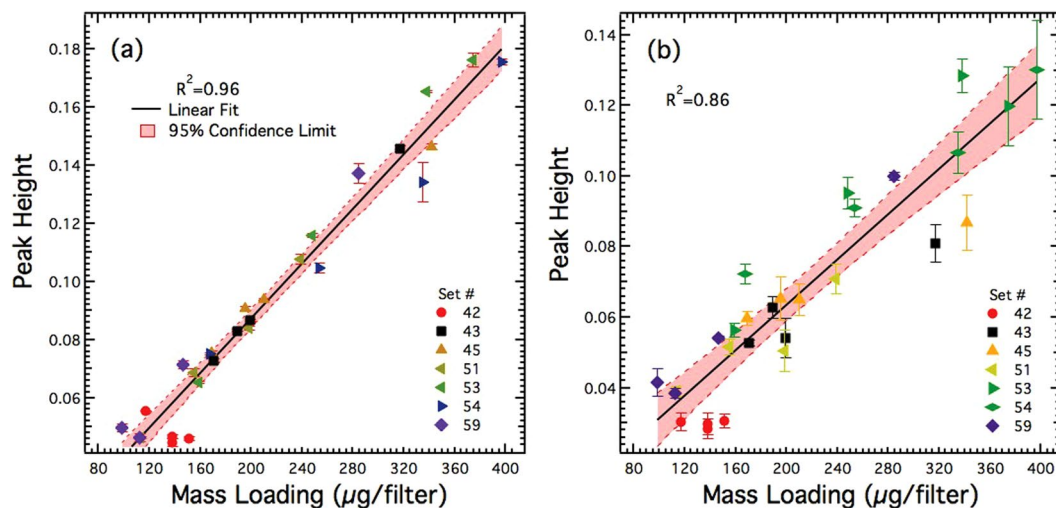 (a)
R²=0.96
Linear Fit
95% Confidence Limit
Peak Height
0.18
0.16
0.14
0.12
0.10
0.08
0.06
Set #
42
43
45
51
53
54
59
80 120 160 200 240 280 320 360 400
Mass Loading (µg/filter)
(b)
R²=0.86
Peak Height
0.14
0.12
0.10
0.08
0.06
0.04
Set #
42
43
45
51
53
54
59
80 120 160 200 240 280 320 360 400
Mass Loading (µg/filter)